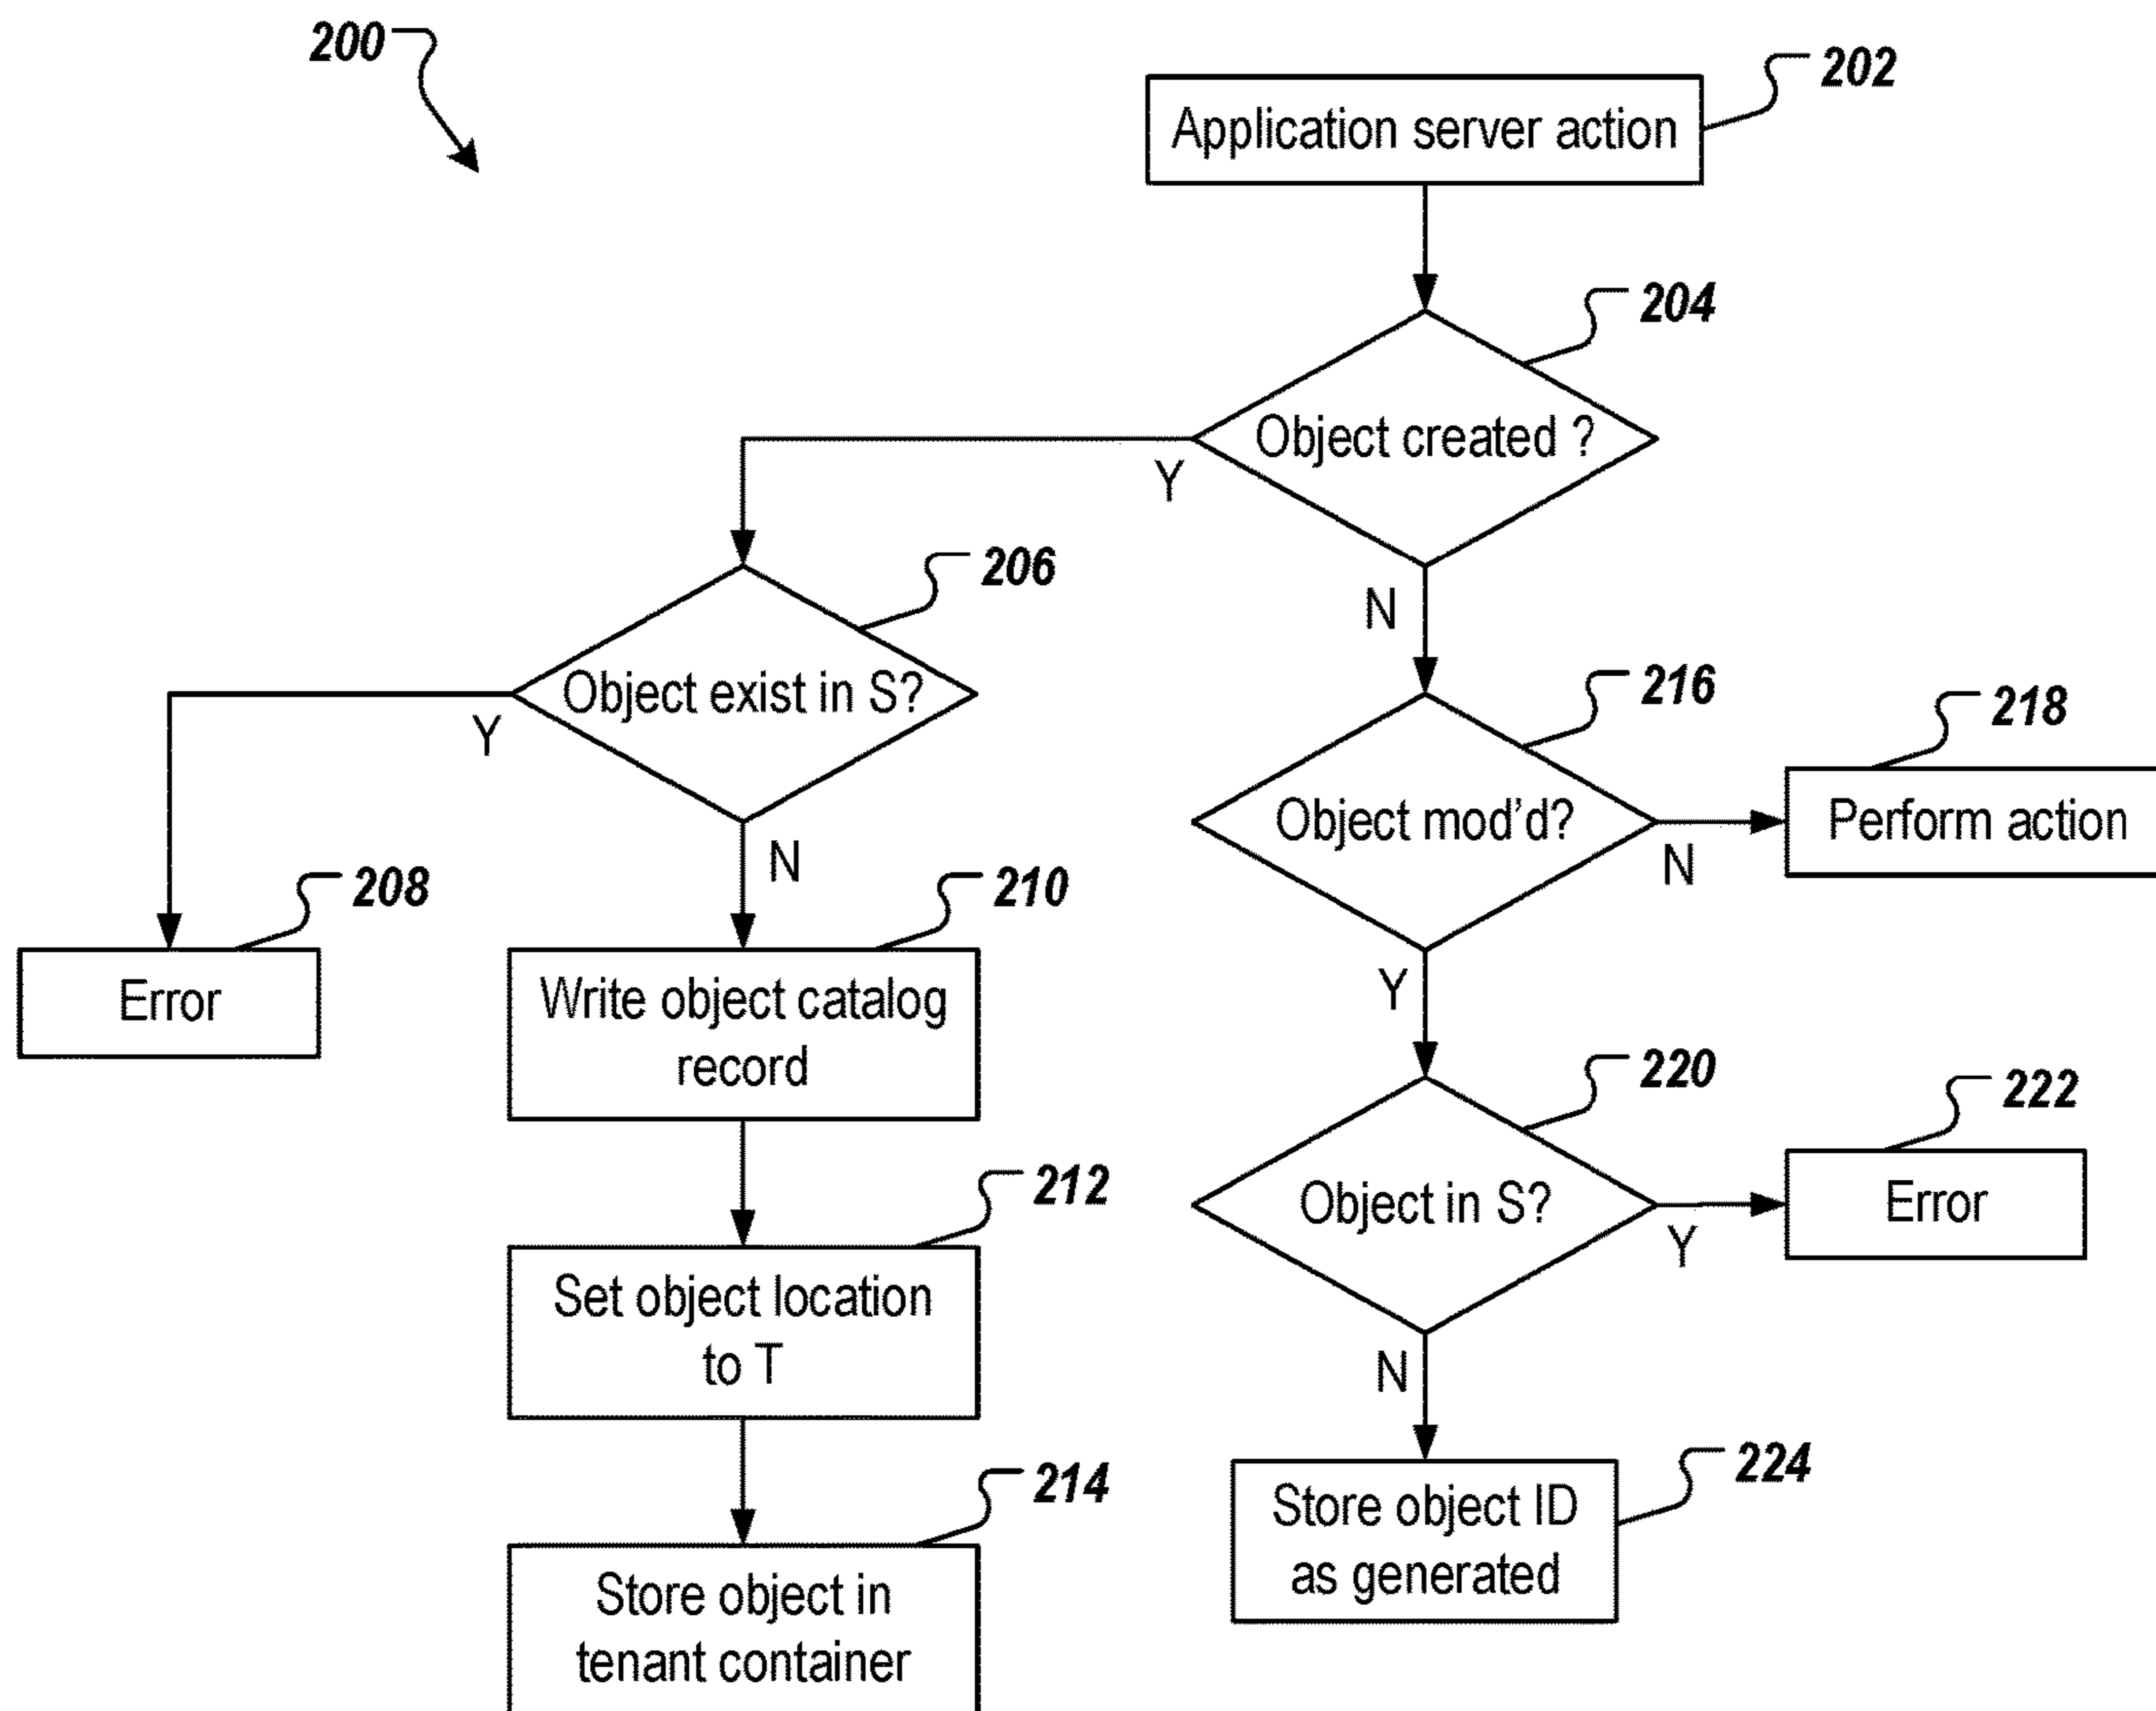 200
202
Application server action
204
Object created ?
Y
N
206
Object exist in S?
Y
N
216
Object mod'd?
N
Y
218
Perform action
208
Error
210
Write object catalog
record
220
Object in S?
Y
N
222
Error
212
Set object location
to T
224
Store object ID
as generated
214
Store object in
tenant container